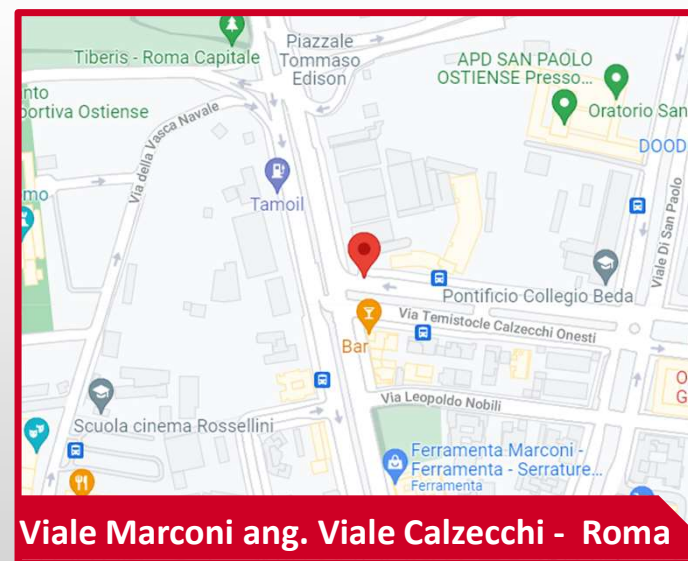 Piazzale
Tommaso
Edison
Tiberis - Roma Capitale
APD SAN PAOLO
OSTIENSE Presso...
nto
portiva Ostiense
Via della Vasca Navale
Oratorio San
DOOD
mo
Tamoil
Viale Di San Paolo
Pontificio Collegio Beda
Via Temistocle Calzecchi Onesti
Bar
O
G
Via Leopoldo Nobili
Scuola cinema Rossellini
Ferramenta Marconi -
Ferramenta - Serrature...
Ferramenta
Viale Marconi ang. Viale Calzecchi - Roma